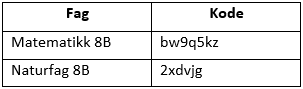 Fag Kode
Matematikk 8B bw9q5kz
Naturfag 8B 2xdvjg